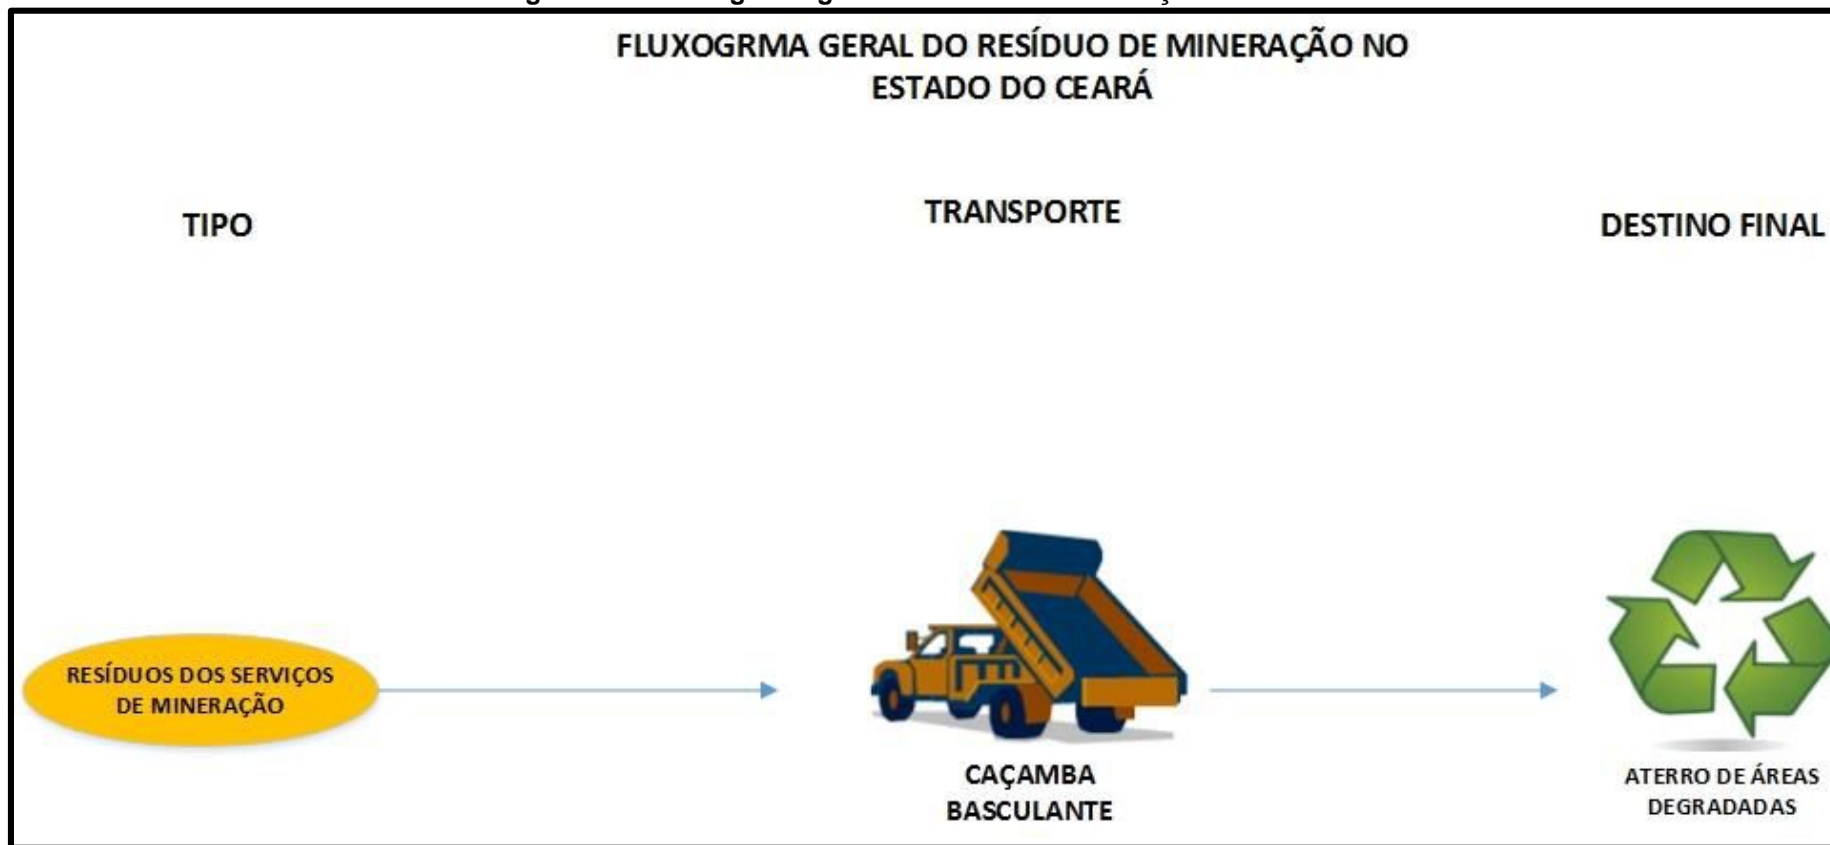 FLUXOGRMA GERAL DO RESÍDUO DE MINERAÇÃO NO
ESTADO DO CEARÁ
TIPO
TRANSPORTE
DESTINO FINAL
RESÍDUOS DOS SERVIÇOS
DE MINERAÇÃO
CAÇAMBA
BASCULANTE
ATERRO DE ÁREAS
DEGRADADAS